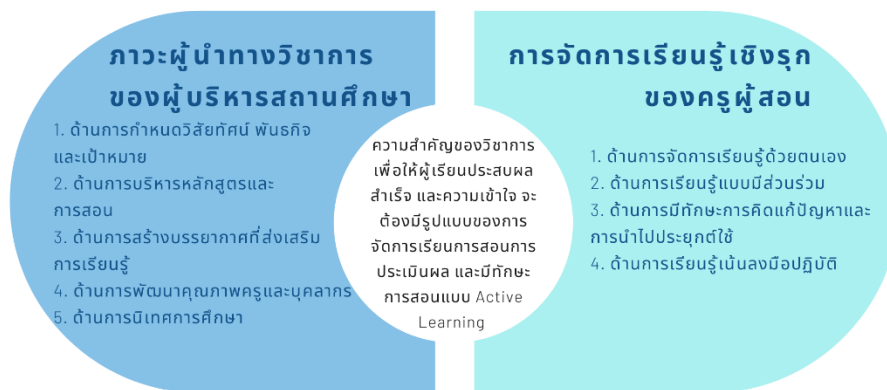 ภาวะผู้นำทางวิชาการ
ของผู้บริหารสถานศึกษา
1. ด้านการกำหนดวิสัยทัศน์ พันธกิจ
และเป้าหมาย
2. ด้านการบริหารหลักสูตรและ
การสอน
3. ด้านการสร้างบรรยากาศที่ส่งเสริม
การเรียนรู้
4. ด้านการพัฒนาคุณภาพครูและบุคลากร
5. ด้านการนิเทศการศึกษา
ความสำคัญของวิชาการ
เพื่อให้ผู้เรียนประสบผล
สำเร็จ และความเข้าใจ จะ
ต้องมีรูปแบบของการ
จัดการเรียนการสอนการ
ประเมินผล และมีทักษะ
การสอนแบบ Active
Learning
การจัดการเรียนรู้เชิงรุก
ของครูผู้สอน
1. ด้านการจัดการเรียนรู้ด้วยตนเอง
2. ด้านการเรียนรู้แบบมีส่วนร่วม
3. ด้านการมีทักษะการคิดแก้ปัญหาและ
การนำไปประยุกต์ใช้
4. ด้านการเรียนรู้เน้นลงมือปฏิบัติ